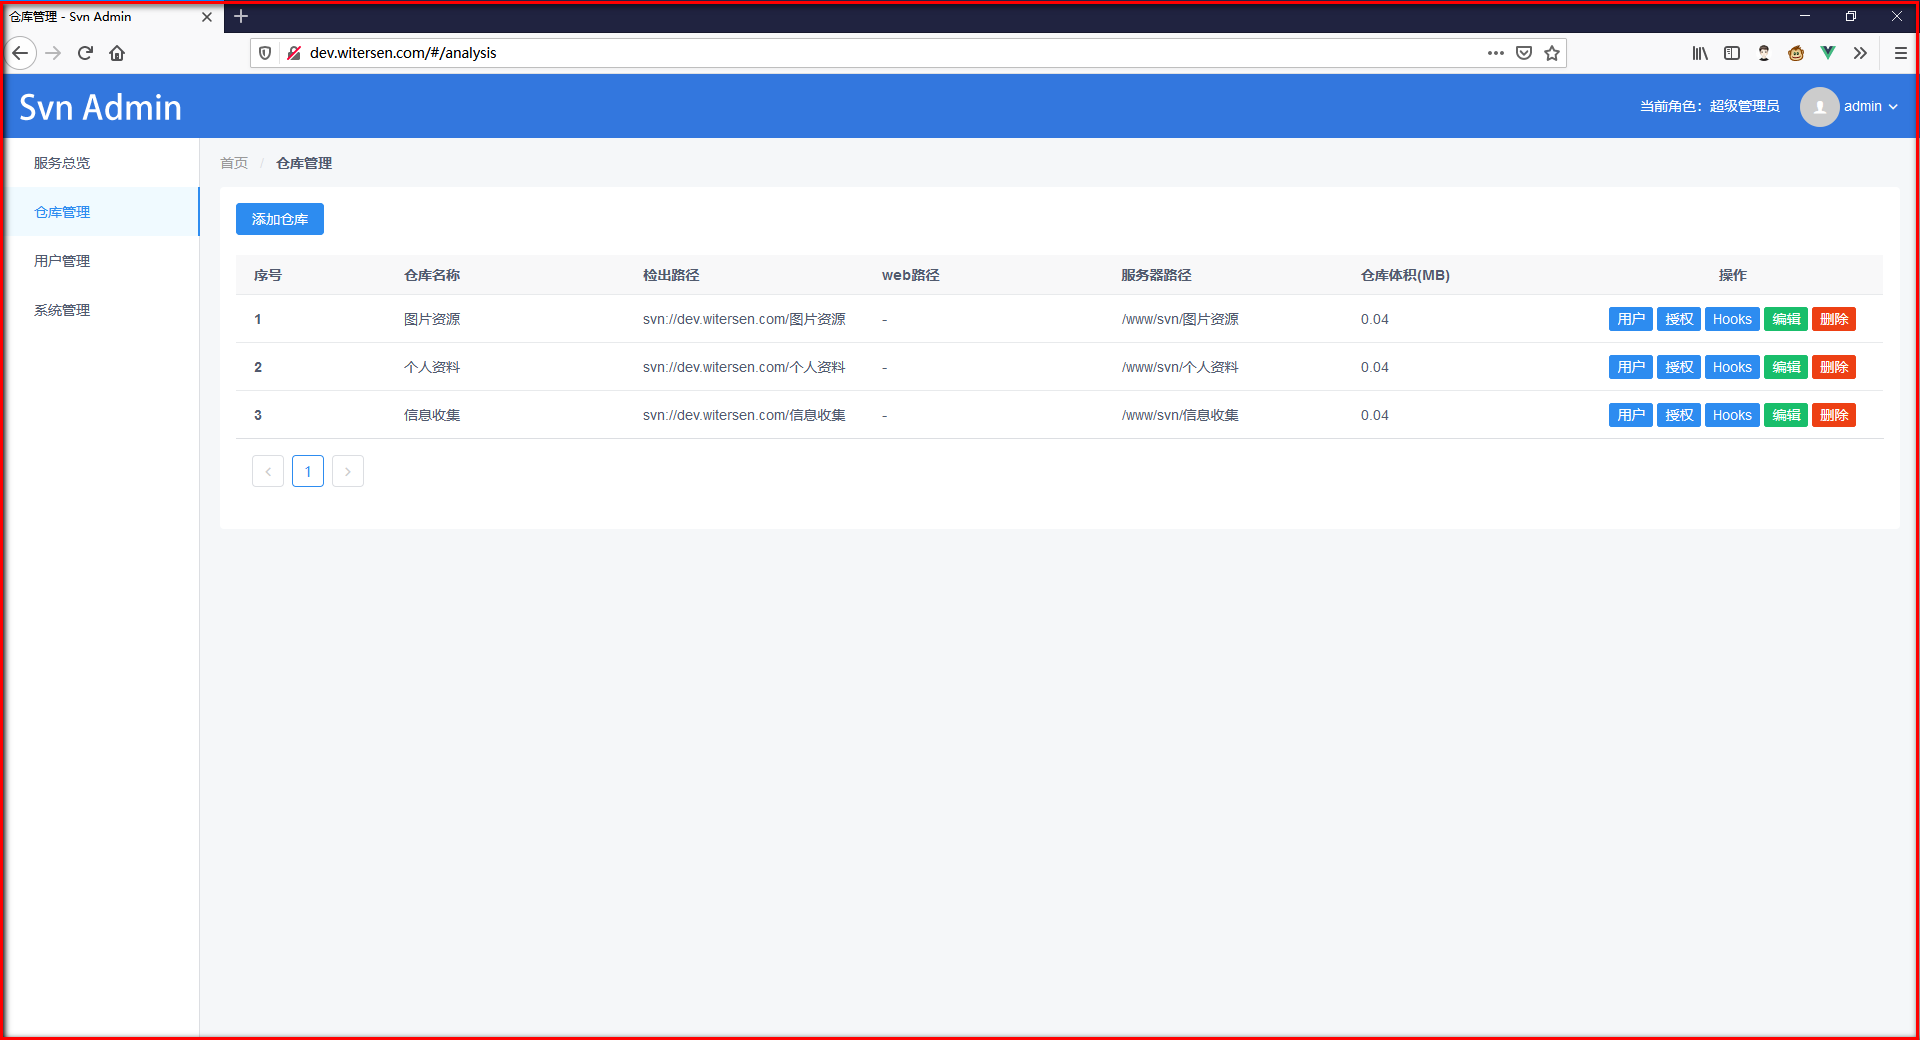 仓库管理 - Svn Admin
dev.witersen.com/#/analysis
Svn Admin
当前角色：超级管理员
admin
服务总览
仓库管理
用户管理
系统管理
首页 / 仓库管理
添加仓库
序号 仓库名称 检出路径 web路径 服务器路径 仓库体积(MB) 操作
1 图片资源 svn://dev.witersen.com/图片资源 - /www/svn/图片资源 0.04 用户 授权 Hooks 编辑 删除
2 个人资料 svn://dev.witersen.com/个人资料 - /www/svn/个人资料 0.04 用户 授权 Hooks 编辑 删除
3 信息收集 svn://dev.witersen.com/信息收集 - /www/svn/信息收集 0.04 用户 授权 Hooks 编辑 删除
1